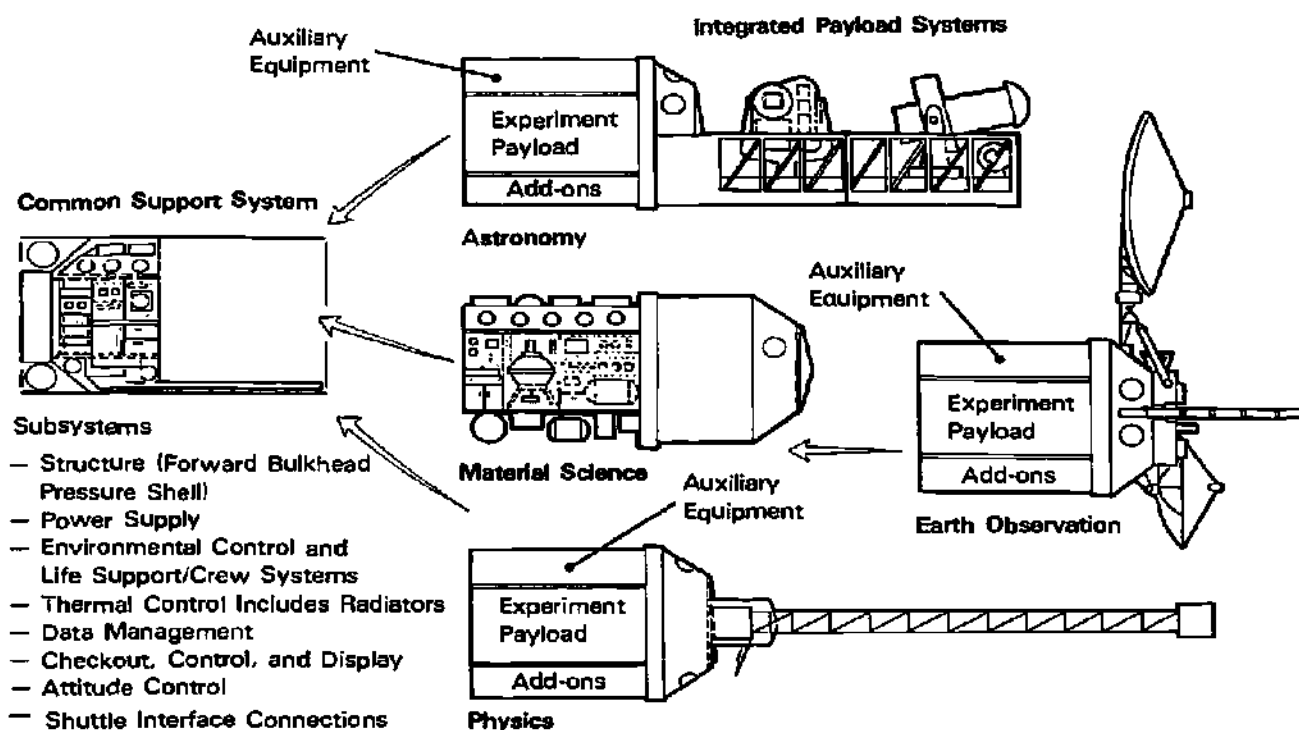 Integrated Payload Systems
Auxiliary
Equipment
Experiment
Payload
Add-ons
Astronomy
Common Support System
Subsystems
— Structure (Forward Bulkhead
Pressure Shell)
— Power Supply
— Environmental Control and
Life Support/Crew Systems
— Thermal Control Includes Radiators
— Data Management
— Checkout, Control, and Display
— Attitude Control
— Shuttle Interface Connections
Material Science
Auxiliary
Equipment
Experiment
Payload
Add-ons
Earth Observation
Auxiliary
Equipment
Experiment
Payload
Add-ons
Physics